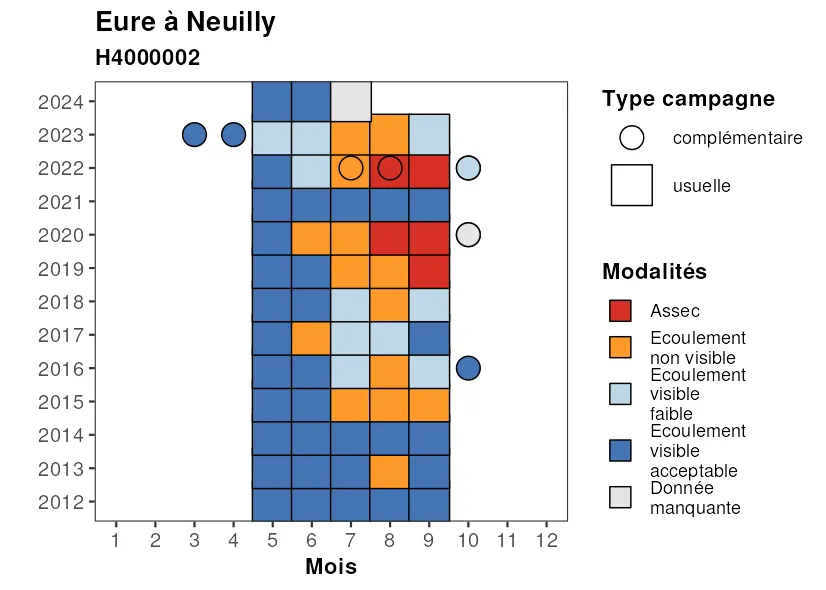 Eure à Neuilly
H4000002
2024
2023
2022
2021
2020
2019
2018
2017
2016
2015
2014
2013
2012
1 2 3 4 5 6 7 8 9 10 11 12
Mois
Type campagne
complémentaire
usuelle
Modalités
Assec
Ecoulement
non visible
Ecoulement
visible
faible
Ecoulement
visible
acceptable
Donnée
manquante